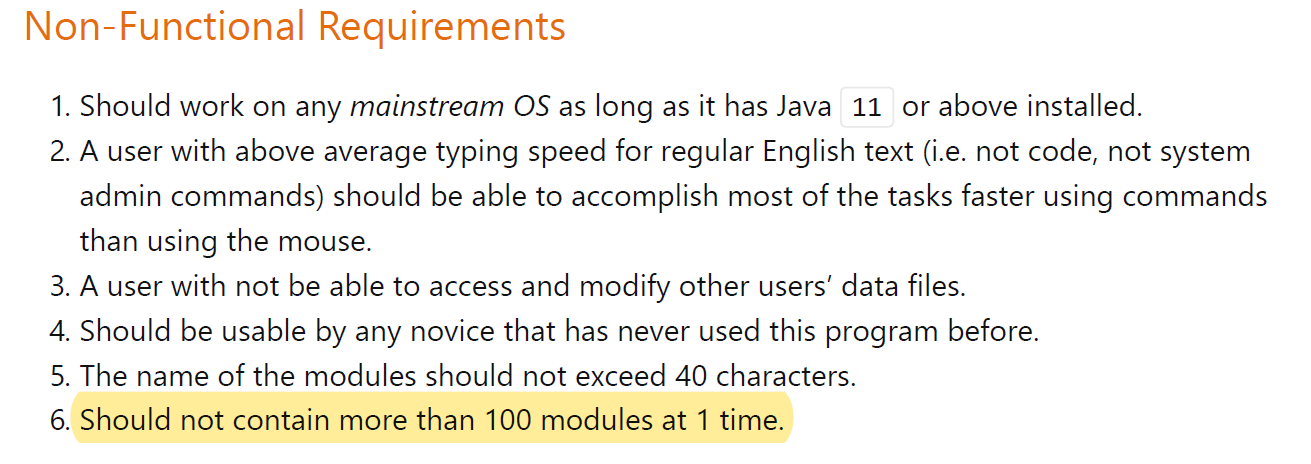 Non-Functional Requirements
1. Should work on any mainstream OS as long as it has Java 11 or above installed.
2. A user with above average typing speed for regular English text (i.e. not code, not system
admin commands) should be able to accomplish most of the tasks faster using commands
than using the mouse.
3. A user with not be able to access and modify other users’ data files.
4. Should be usable by any novice that has never used this program before.
5. The name of the modules should not exceed 40 characters.
6. Should not contain more than 100 modules at 1 time.